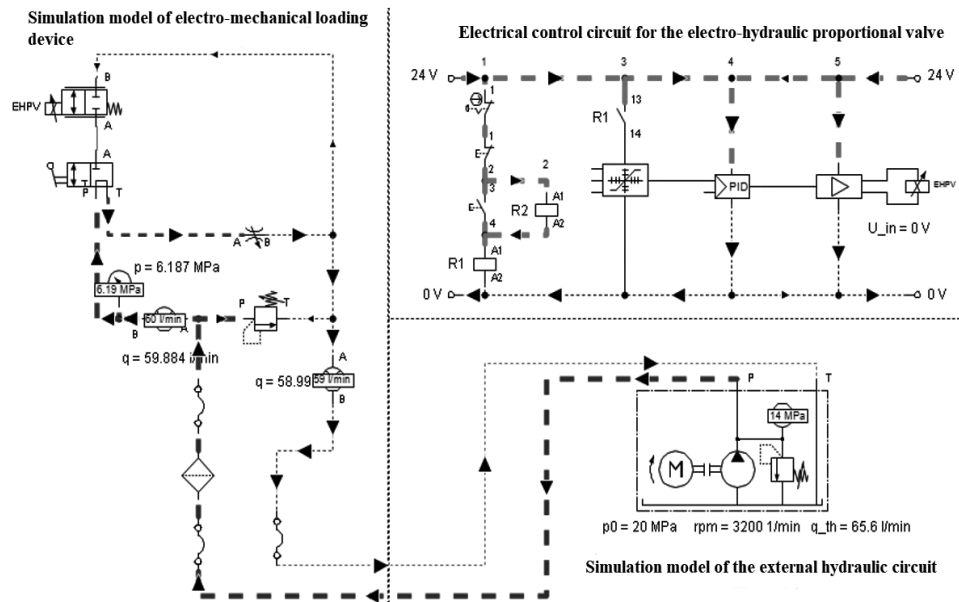 Simulation model of electro-mechanical loading
device
B
EHPV
A
A
P T
A B
p = 6.187 MPa
6.19 MPa
P T
B 60 l/min A
q = 59.884 l/min
A
q = 58.99
59 l/min
B
Electrical control circuit for the electro-hydraulic proportional valve
1 3 4 5
24 V 24 V
1
13
R1
14
1
E
2
2
3
PID
EHPV
A1
R2
A2
E
4
U_in = 0 V
A1
R1
A2
0 V 0 V
P T
14 MPa
M
p0 = 20 MPa rpm = 3200 1/min q_th = 65.6 l/min
Simulation model of the external hydraulic circuit